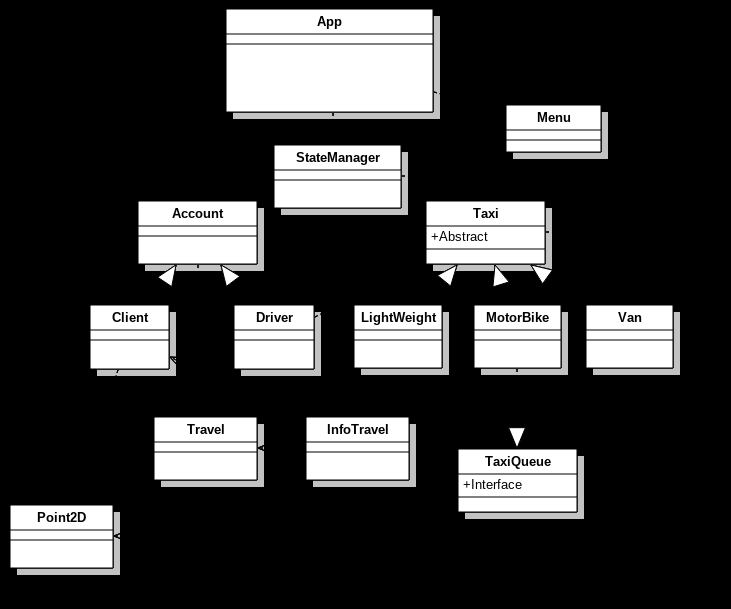 App
Menu
StateManager
Account
Taxi
+Abstract
Client
Driver
LightWeight
MotorBike
Van
Travel
InfoTravel
TaxiQueue
+Interface
Point2D